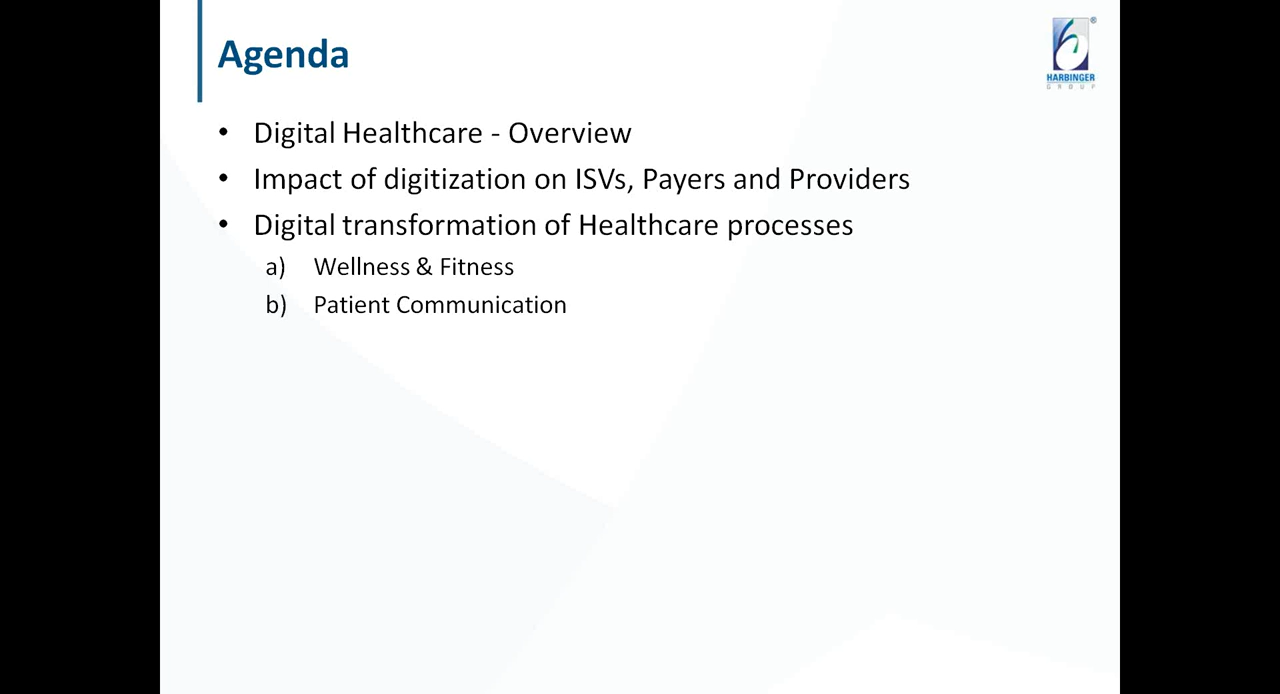 Agenda
HARBINGER
GROUP
• Digital Healthcare - Overview
• Impact of digitization on ISVs, Payers and Providers
• Digital transformation of Healthcare processes
a) Wellness & Fitness
b) Patient Communication